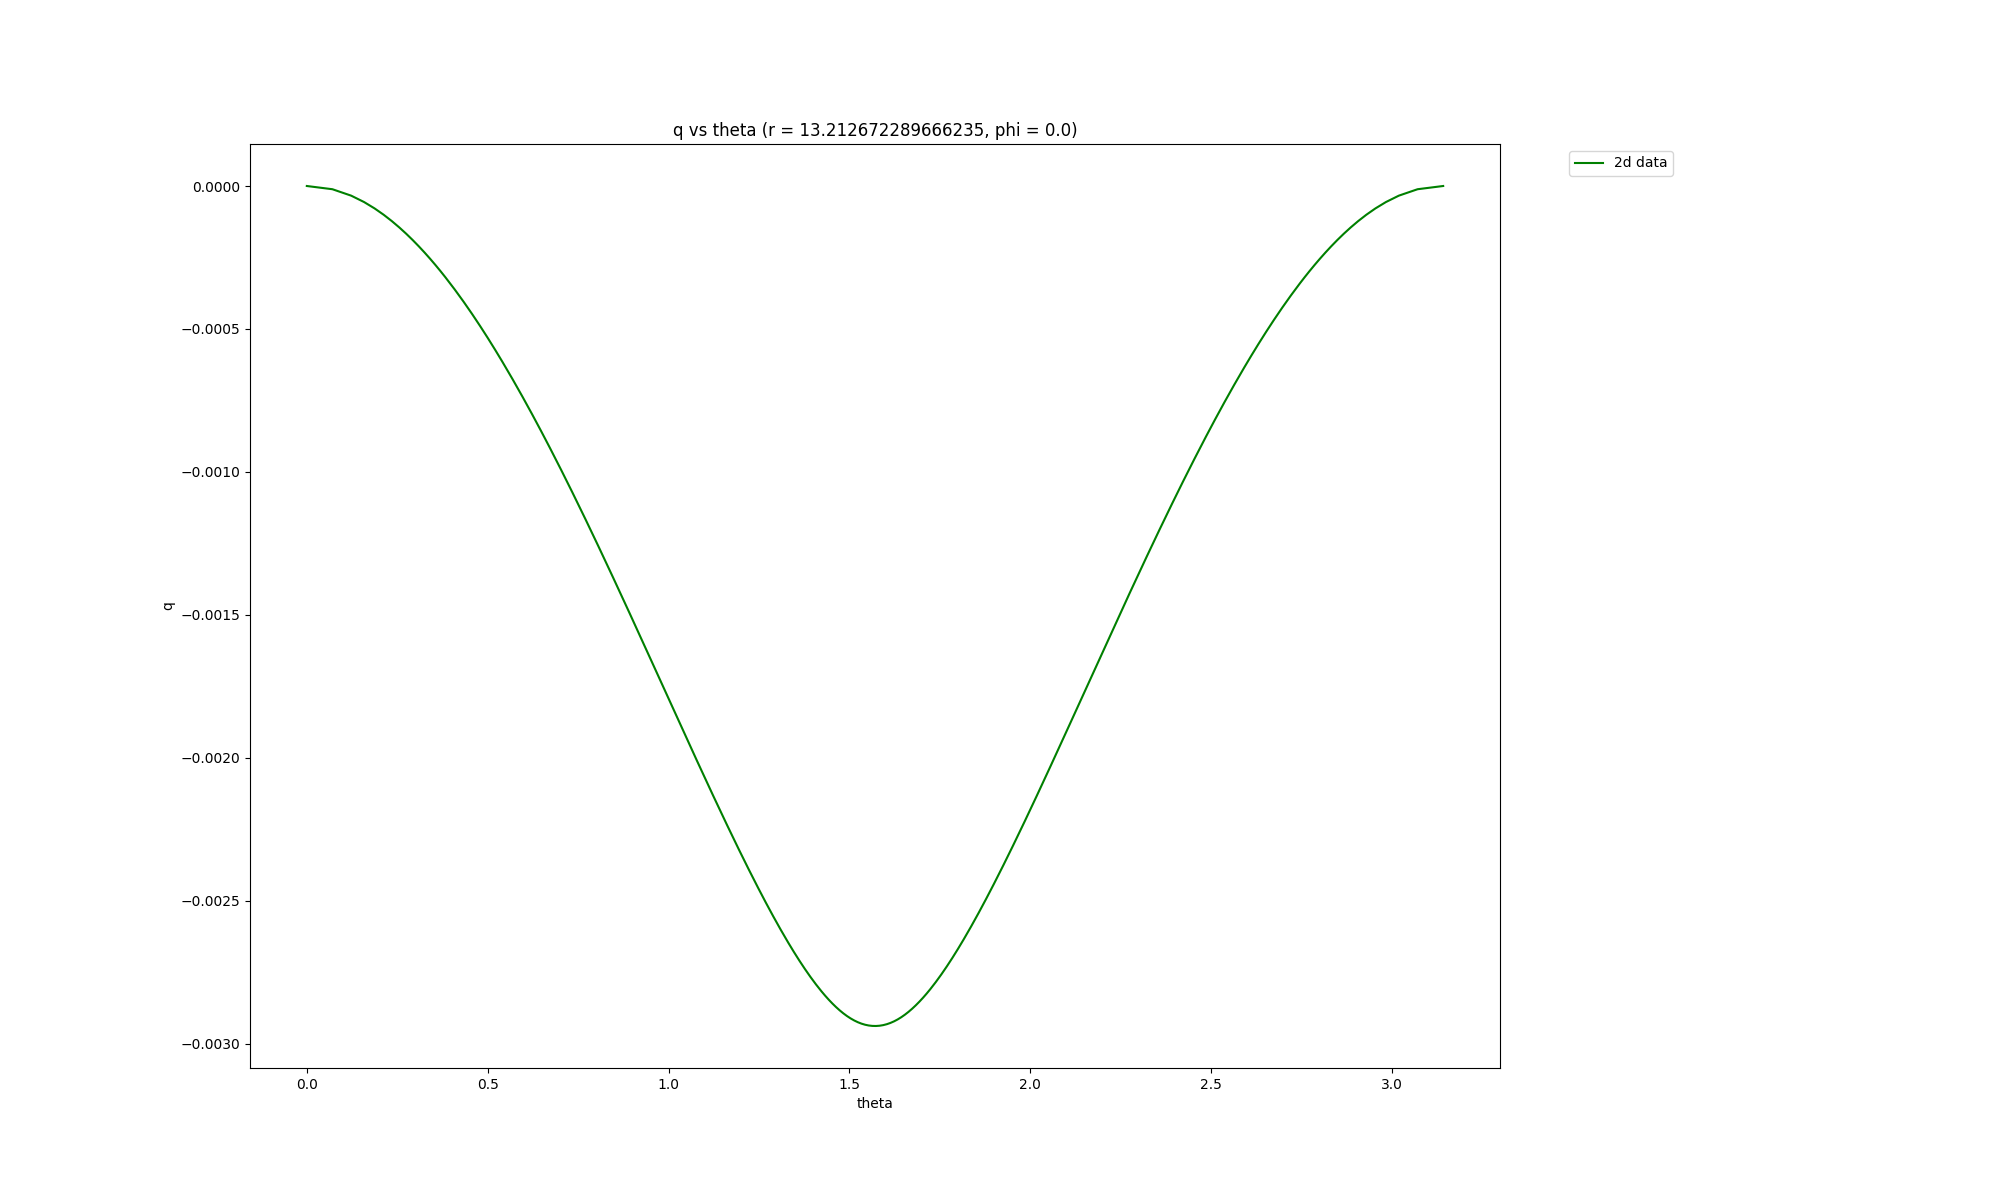 q vs theta (r = 13.212672289666235, phi = 0.0)
2d data
0.0000
−0.0005
−0.0010
−0.0015
−0.0020
−0.0025
−0.0030
q
0.0 0.5 1.0 1.5 2.0 2.5 3.0
theta